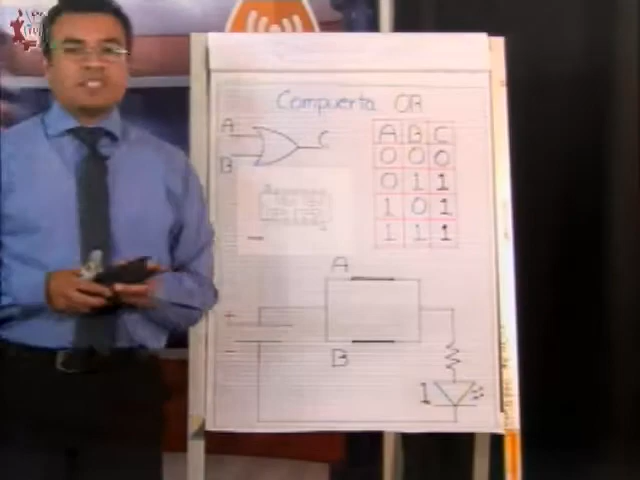 Compuerta OR
A
B
C
A B C
0 0 0
0 1 1
1 0 1
1 1 1
A
+
-
B
1